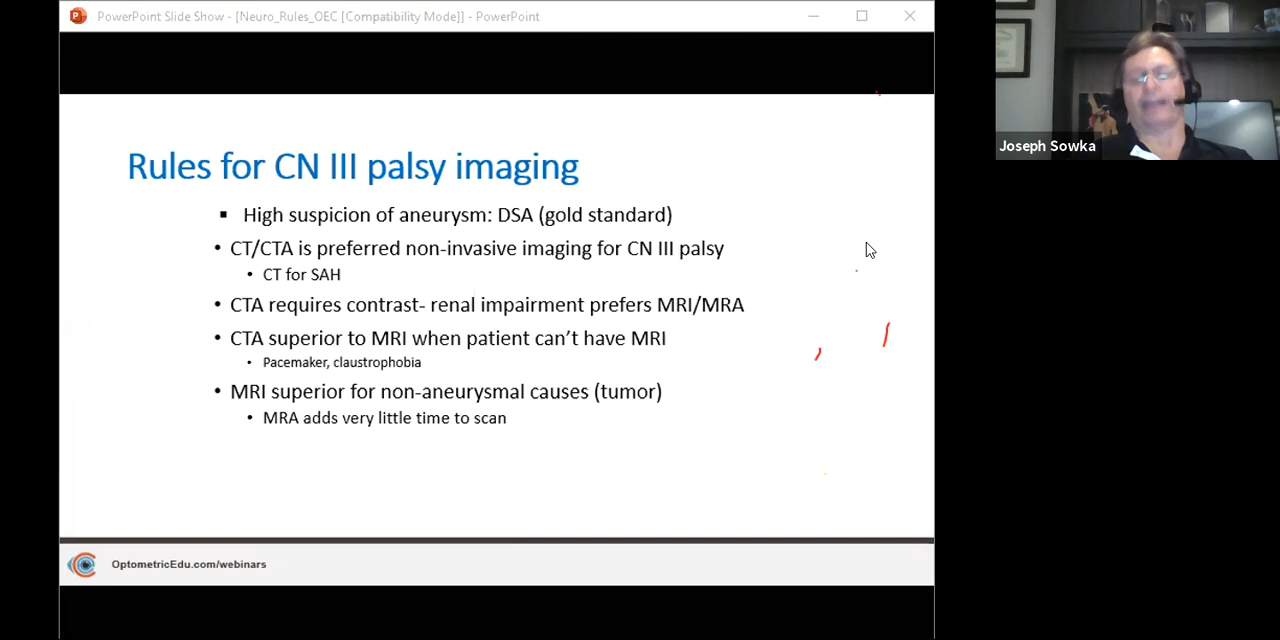 PowerPoint Slide Show - [Neuro_Rules_OEC [Compatibility Mode]] - PowerPoint
Rules for CN III palsy imaging
▪ High suspicion of aneurysm: DSA (gold standard)
• CT/CTA is preferred non-invasive imaging for CN III palsy
• CT for SAH
• CTA requires contrast- renal impairment prefers MRI/MRA
• CTA superior to MRI when patient can't have MRI
• Pacemaker, claustrophobia
• MRI superior for non-aneurysmal causes (tumor)
• MRA adds very little time to scan
OptometricEdu.com/webinars
Joseph Sowka